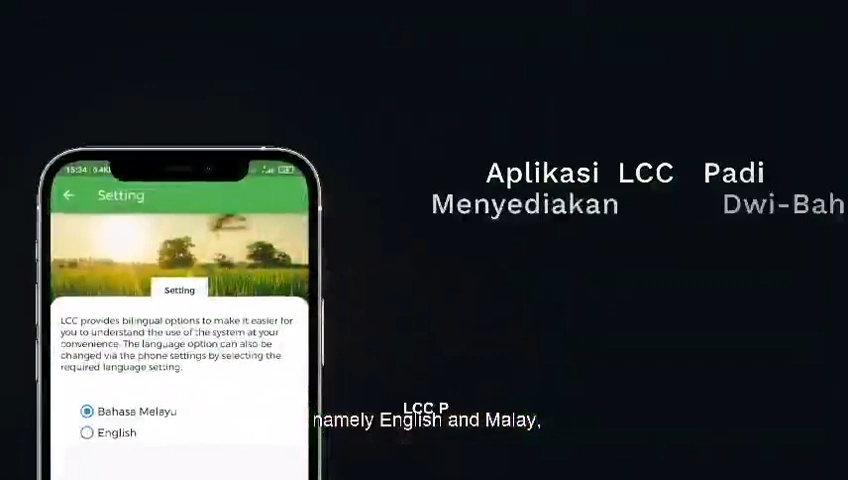 Aplikasi LCC Padi
Menyediakan Dwi-Bah
15:34
Setting
Setting
LCC provides bilingual options to make it easier for
you to understand the use of the system at your
convenience. The language option can also be
changed via the phone settings by selecting the
required language setting.
Bahasa Melayu
English
LCC P
namely English and Malay,